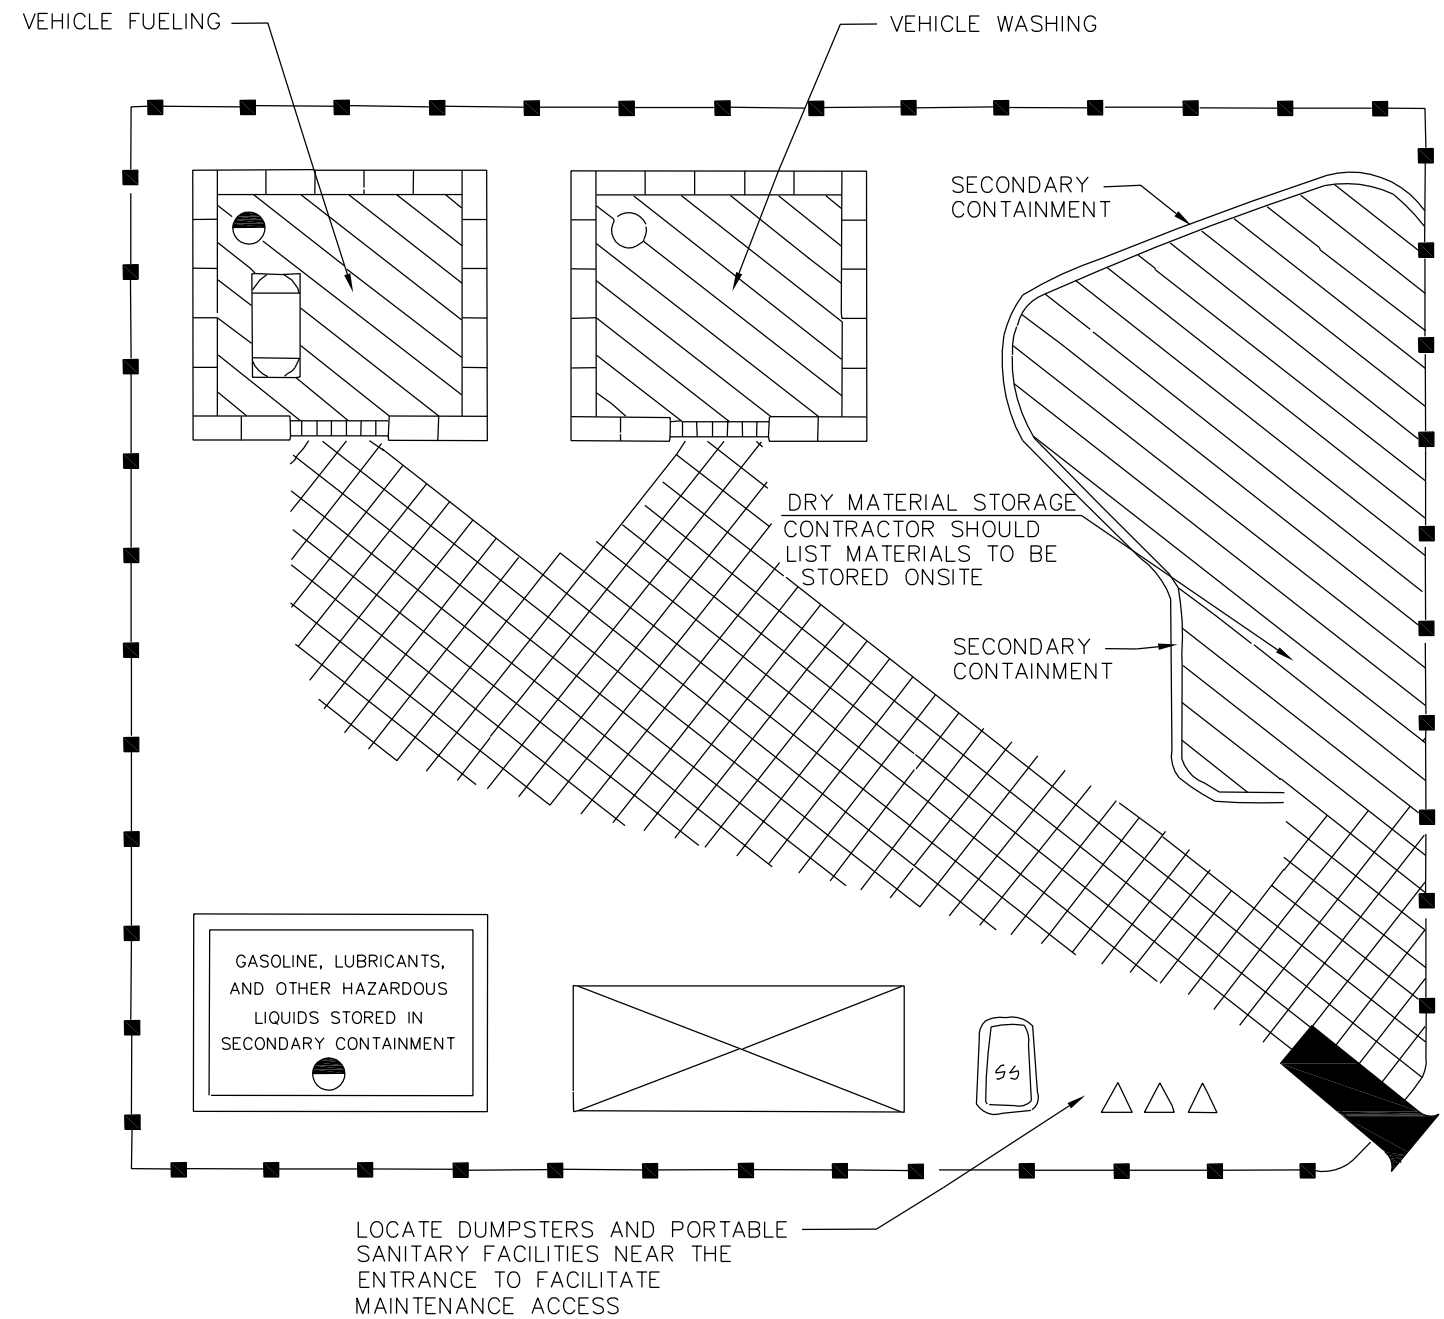 VEHICLE FUELING
VEHICLE WASHING
SECONDARY
CONTAINMENT
DRY MATERIAL STORAGE
CONTRACTOR SHOULD
LIST MATERIALS TO BE
STORED ONSITE
SECONDARY
CONTAINMENT
GASOLINE, LUBRICANTS,
AND OTHER HAZARDOUS
LIQUIDS STORED IN
SECONDARY CONTAINMENT
SS
LOCATE DUMPSTERS AND PORTABLE
SANITARY FACILITIES NEAR THE
ENTRANCE TO FACILITATE
MAINTENANCE ACCESS